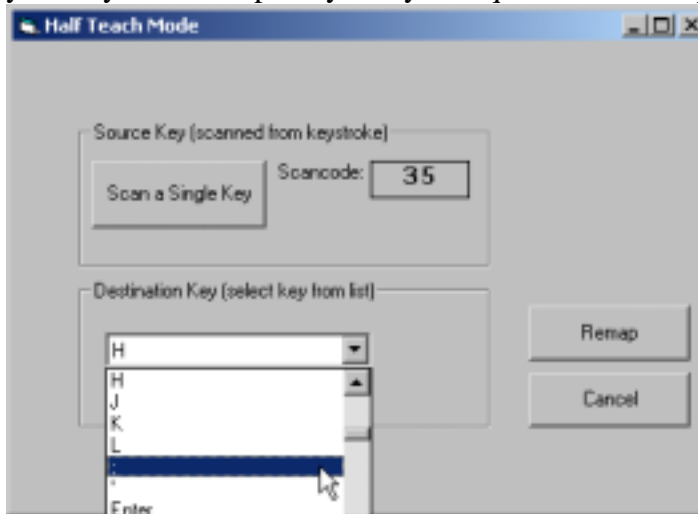 Half Teach Mode
Source Key (scanned from keystroke)
Scan a Single Key
Scancode:
35
Destination Key (select key from list)
H
H
J
K
L
;
'
Enter
Remap
Cancel